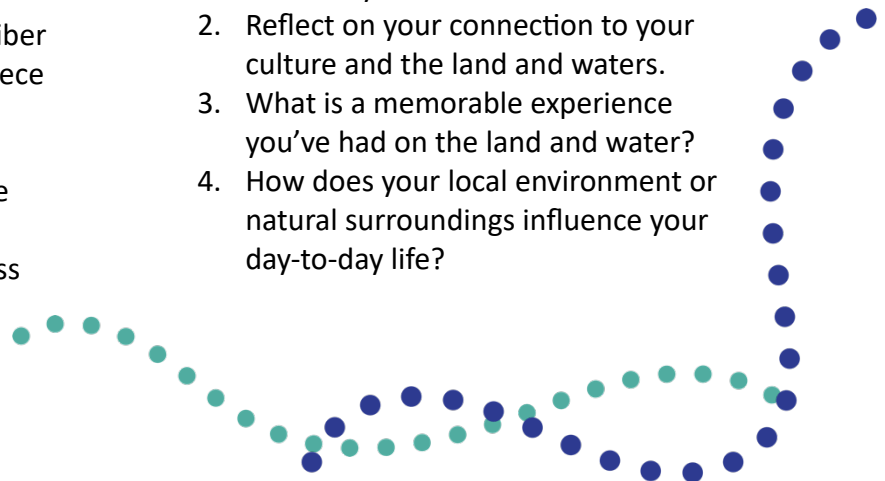 2. Reflect on your connection to your
culture and the land and waters.
3. What is a memorable experience
you've had on the land and water?
4. How does your local environment or
natural surroundings influence your
day-to-day life?